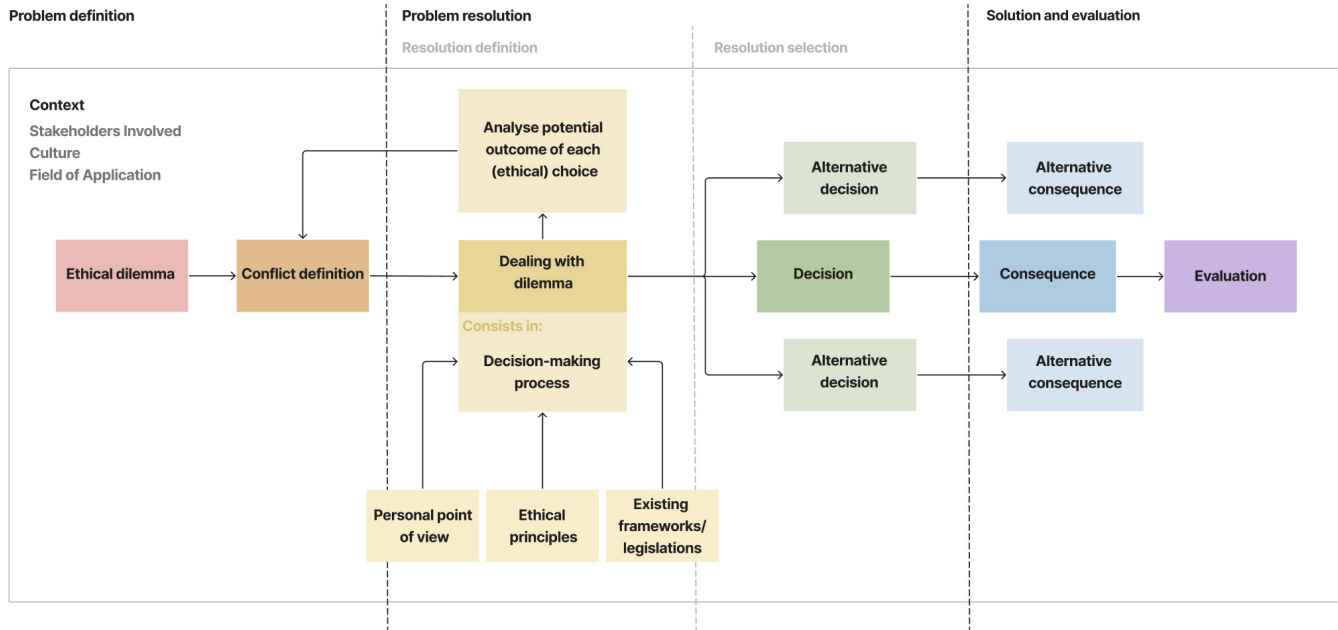 Problem definition
Problem resolution
Solution and evaluation
Resolution definition
Resolution selection
Context
Stakeholders Involved
Culture
Field of Application
Analyse potential
outcome of each
(ethical) choice
Alternative
decision
Alternative
consequence
Ethical dilemma
Conflict definition
Dealing with
dilemma
Decision
Consequence
Evaluation
Consists in:
Decision-making
process
Alternative
decision
Alternative
consequence
Personal point
of view
Ethical
principles
Existing
frameworks/
legislations